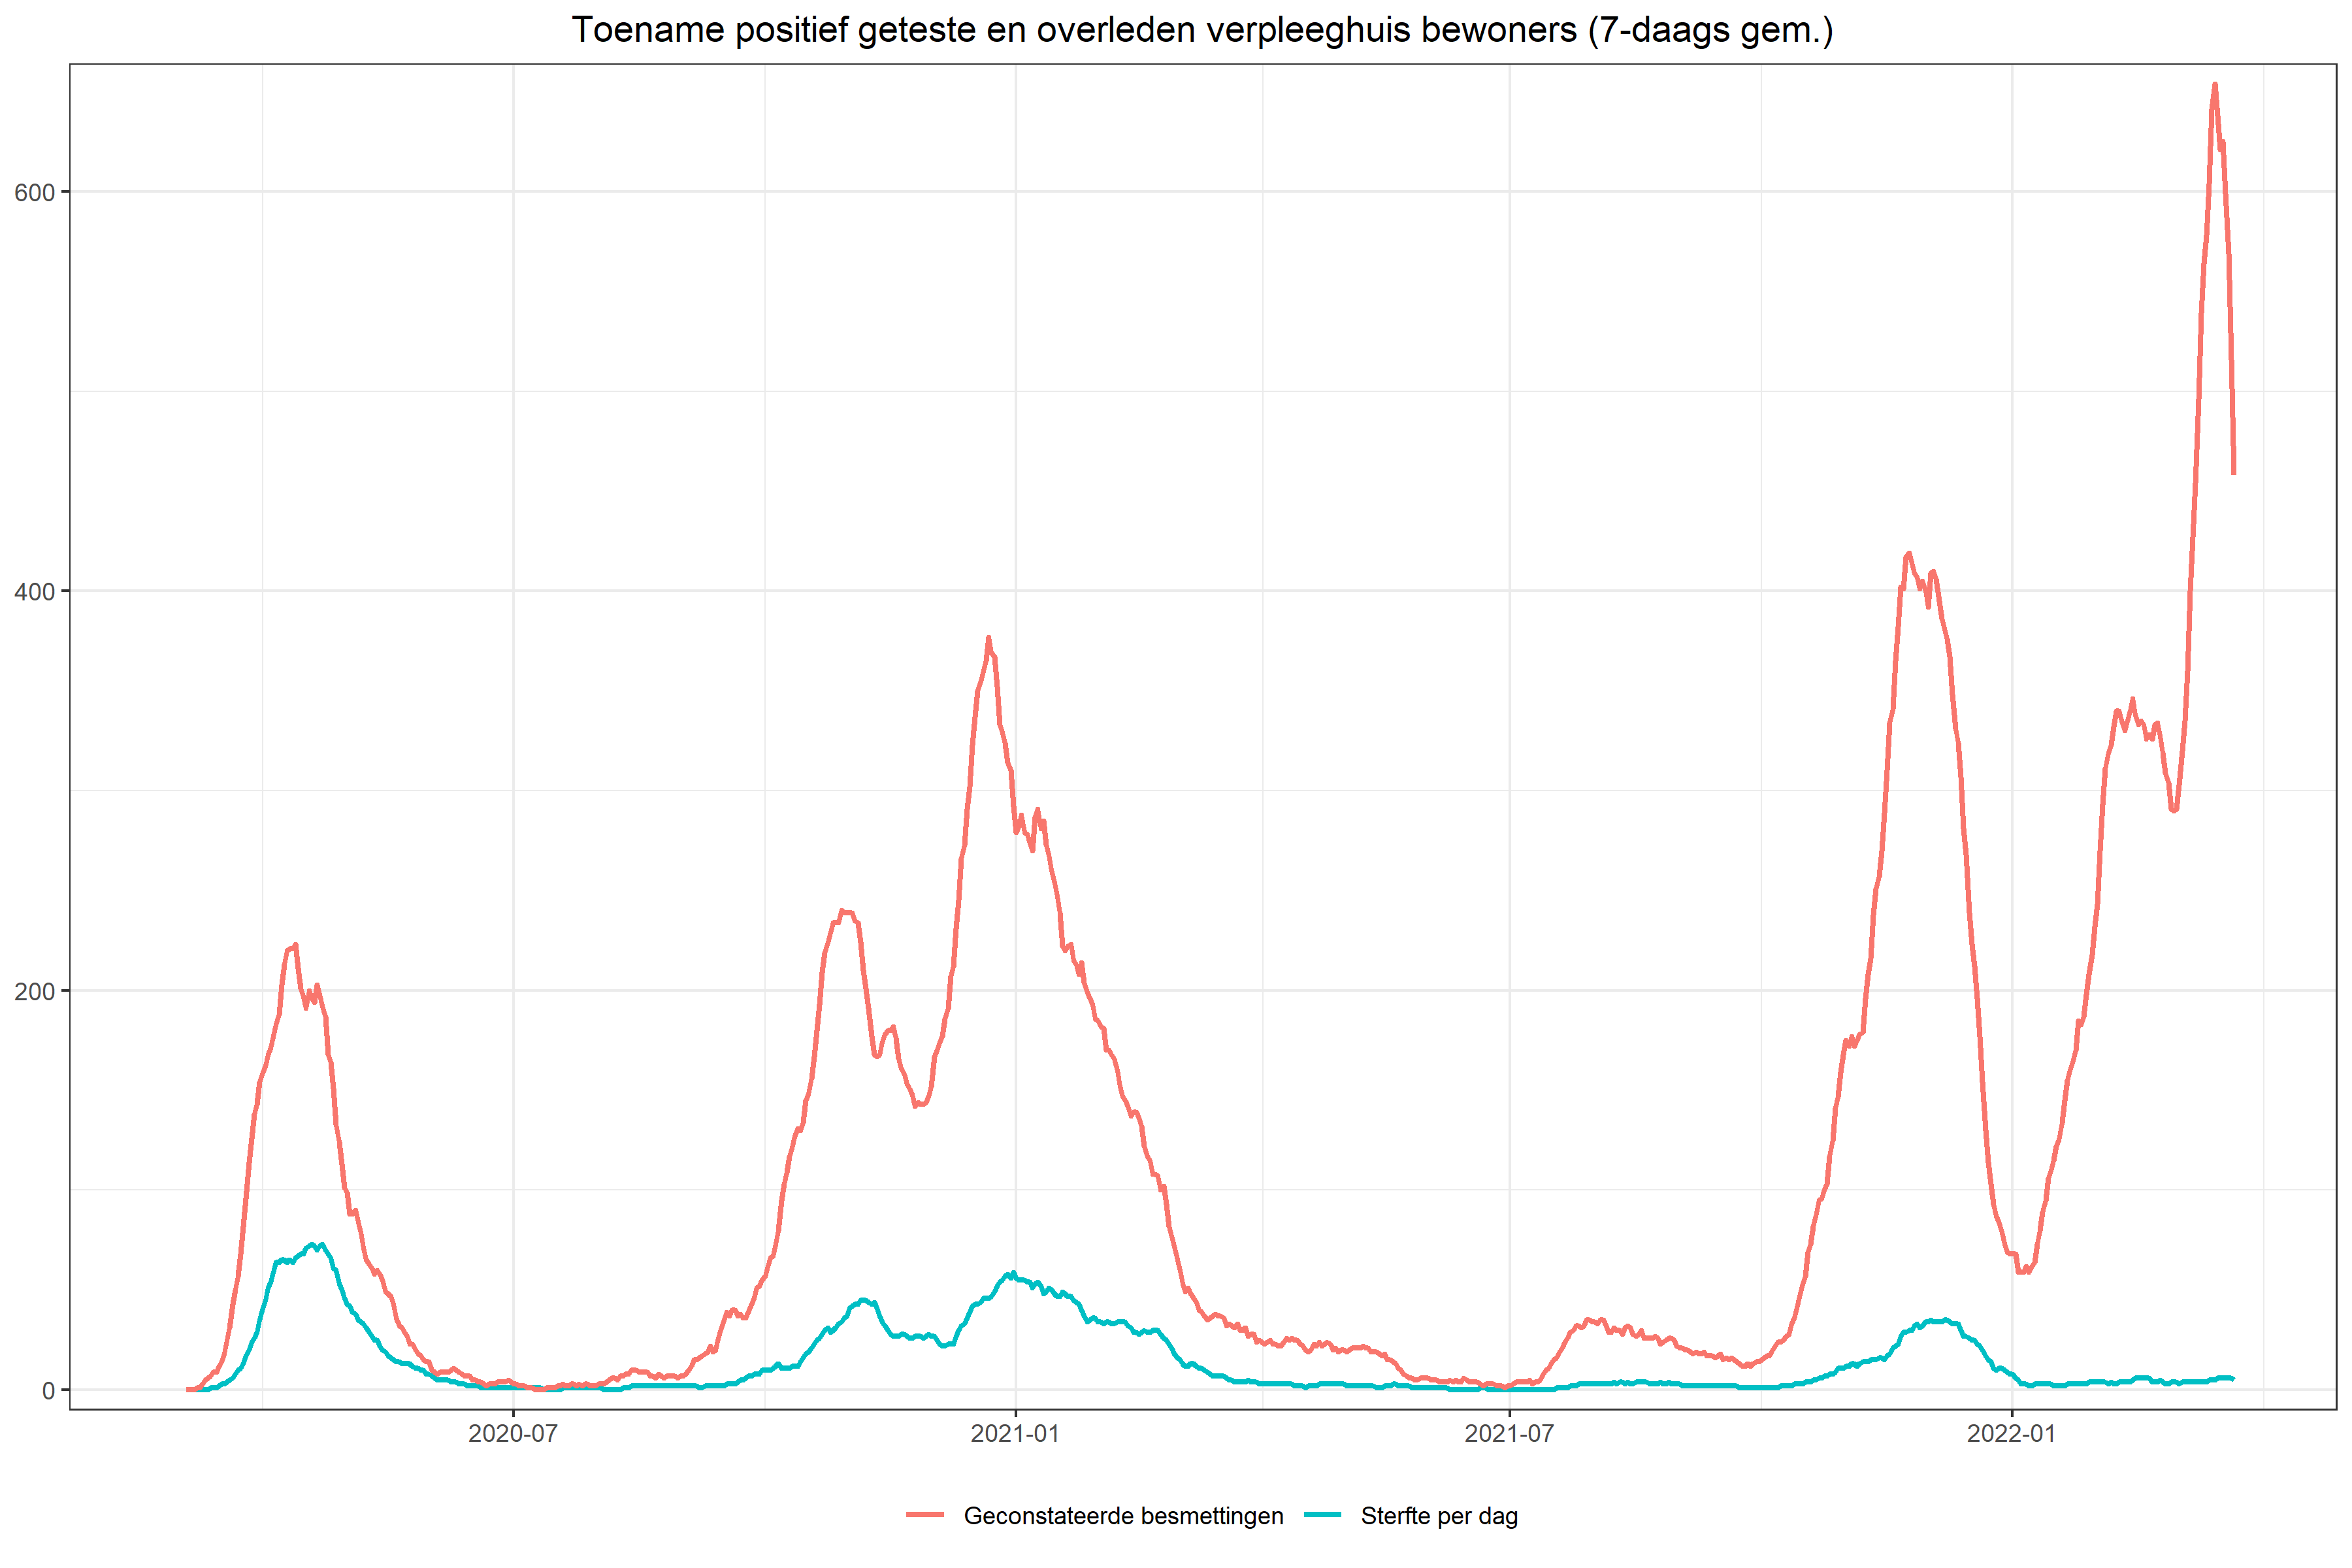 Toename positief geteste en overleden verpleeghuis bewoners (7-daags gem.)
600
400
200
0
2020-07 2021-01 2021-07 2022-01
Geconstateerde besmettingen Sterfte per dag